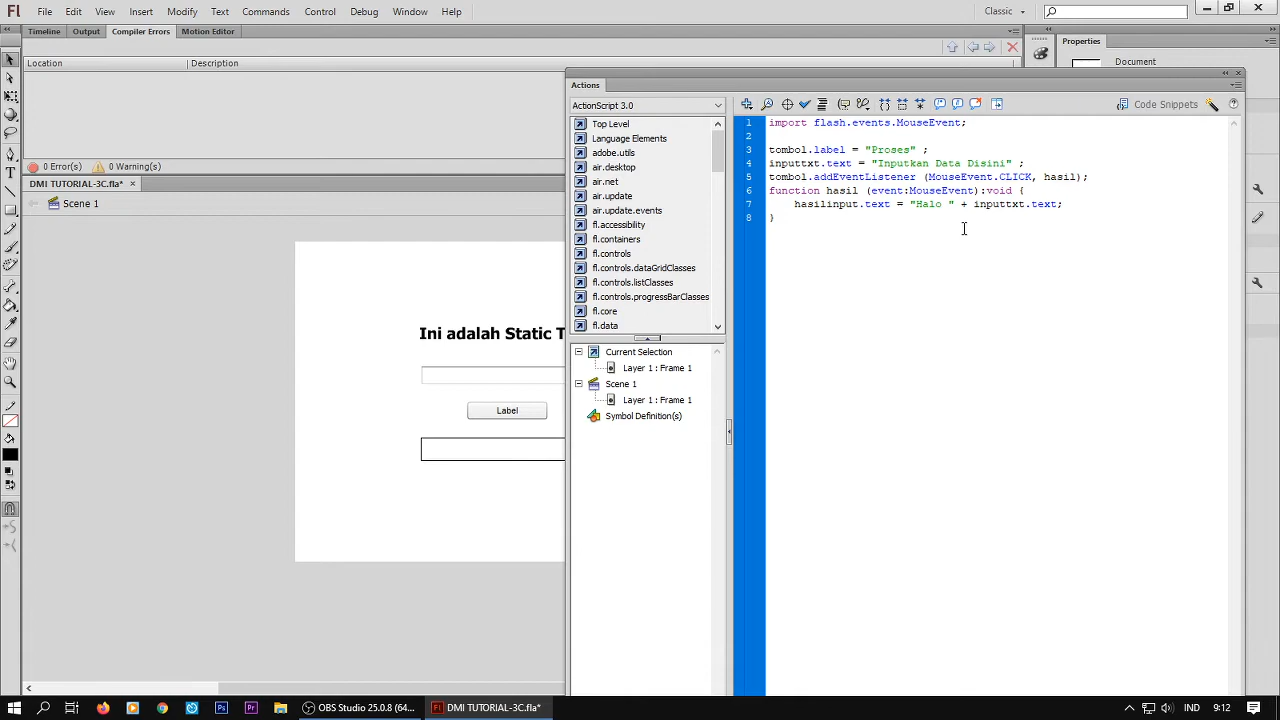 Fl File Edit View Insert Modify Text Commands Control Debug Window Help Classic
Timeline Output Compiler Errors Motion Editor Properties
Location Description Document
Actions
ActionScript 3.0 Code Snippets
Top Level
Language Elements
adobe.utils
air.desktop
air.net
air.update
air.update.events
fl.accessibility
fl.containers
fl.controls
fl.controls.dataGridClasses
fl.controls.listClasses
fl.controls.progressBarClasses
fl.core
fl.data
1 import flash.events.MouseEvent;
2
3 tombol.label = "Proses" ;
4 inputtxt.text = "Inputkan Data Disini" ;
5 tombol.addEventListener (MouseEvent.CLICK, hasil);
6 function hasil (event:MouseEvent):void {
7 hasilinput.text = "Halo " + inputtxt.text;
8 }
0 Error(s) 0 Warning(s)
DMI TUTORIAL-3C.fla*
Scene 1
Ini adalah Static T
Label
Current Selection
Layer 1 : Frame 1
Scene 1
Layer 1 : Frame 1
Symbol Definition(s)
OBS Studio 25.0.8 (64... DMI TUTORIAL-3C.fla* IND 9:12